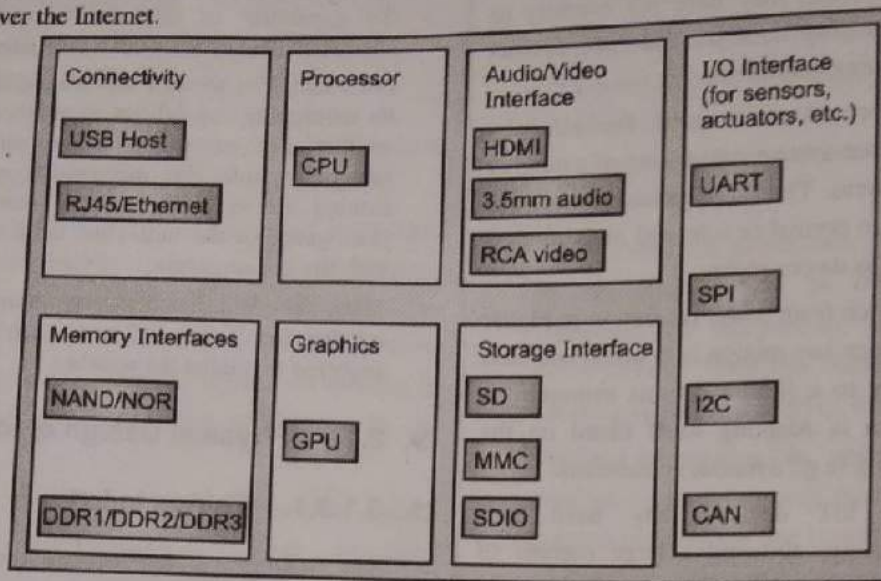 ver the Internet.
Connectivity
USB Host
RJ45/Ethernet
Processor
CPU
Audio/Video
Interface
HDMI
3.5mm audio
RCA video
I/O Interface
(for sensors,
actuators, etc.)
UART
SPI
I2C
CAN
Memory Interfaces
NAND/NOR
DDR1/DDR2/DDR3
Graphics
GPU
Storage Interface
SD
MMC
SDIO